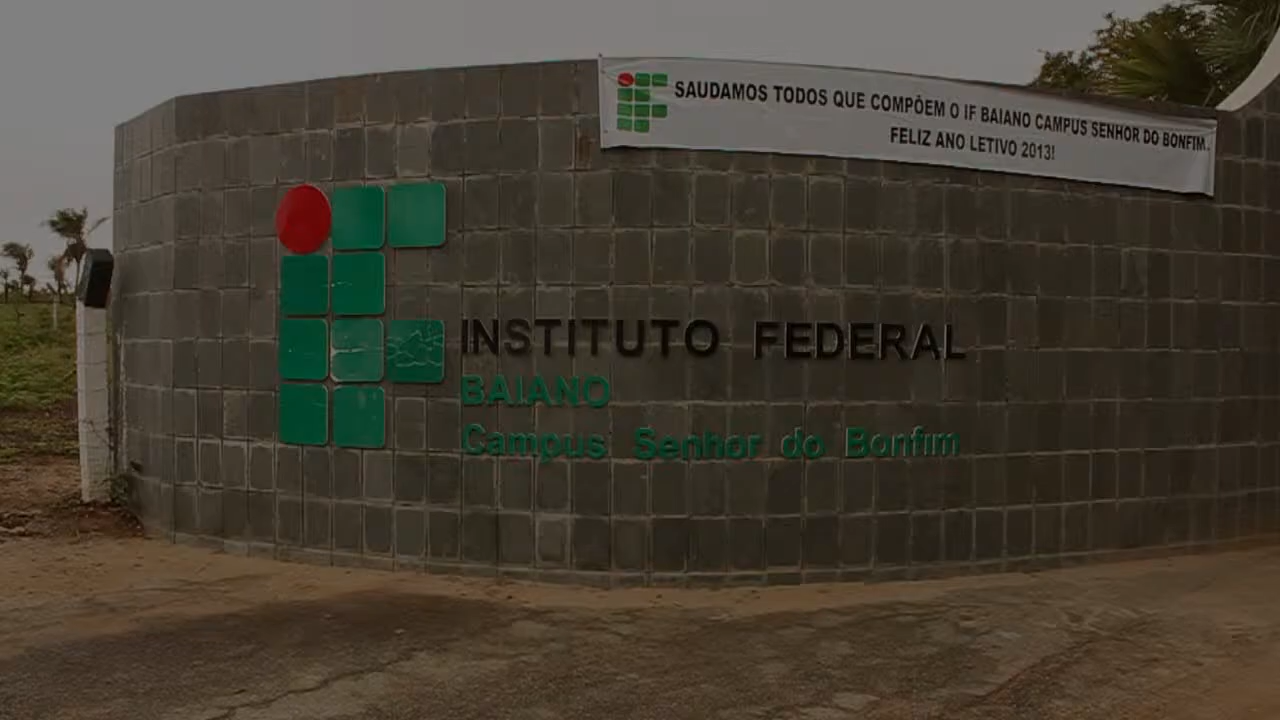 SAUDAMOS TODOS QUE COMPÕEM O IF BAIANO CAMPUS SENHOR DO BONFIM.
FELIZ ANO LETIVO 2013!
INSTITUTO FEDERAL
BAIANO
Campus Senhor do Bonfim